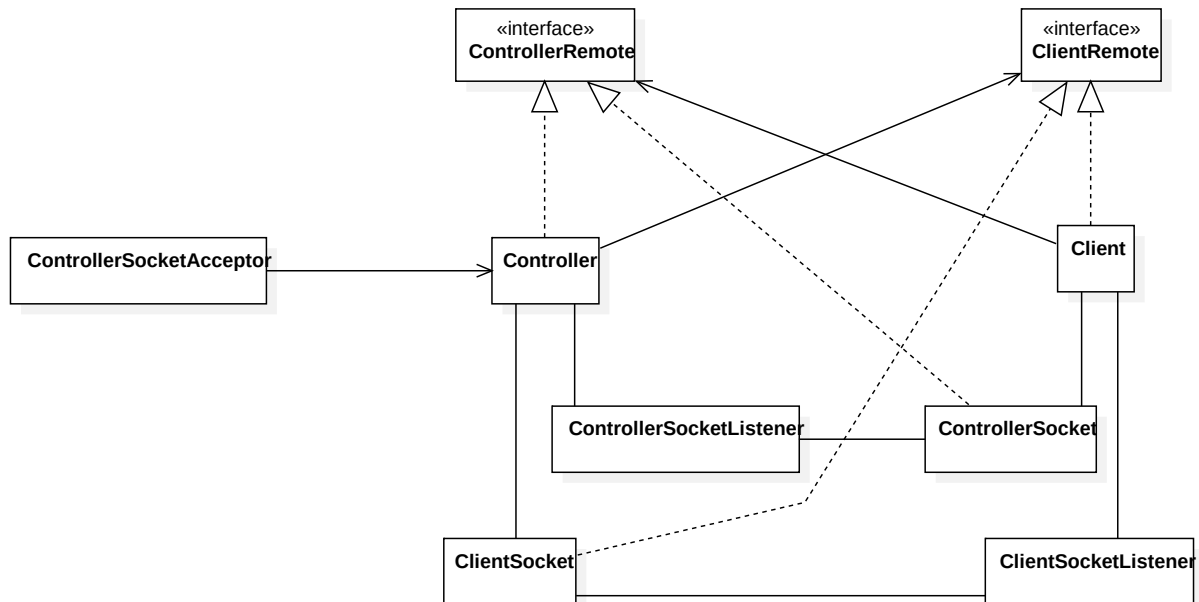 «interface»
ControllerRemote
«interface»
ClientRemote
ControllerSocketAcceptor
Controller
Client
ControllerSocketListener
ControllerSocket
ClientSocket
ClientSocketListener